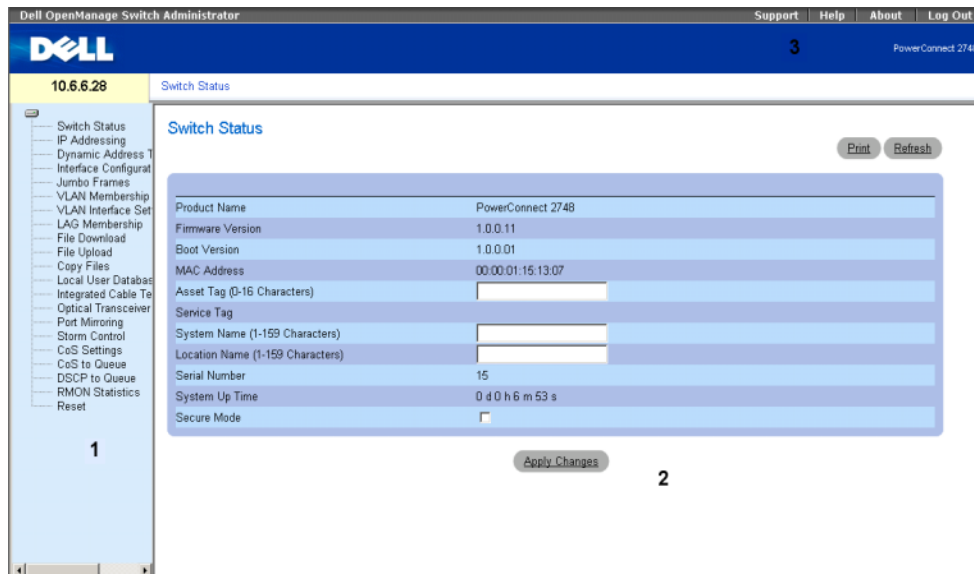 Dell OpenManage Switch Administrator
Support Help About Log Out
DELL
3
PowerConnect 2748
10.6.6.28
Switch Status
Switch Status
IP Addressing
Dynamic Address T
Interface Configurat
Jumbo Frames
VLAN Membership
VLAN Interface Set
LAG Membership
File Download
File Upload
Copy Files
Local User Databas
Integrated Cable Te
Optical Transceiver
Port Mirroring
Storm Control
CoS Settings
CoS to Queue
DSCP to Queue
RMON Statistics
Reset
1
Switch Status
Print Refresh
Product Name PowerConnect 2748
Firmware Version 1.0.0.11
Boot Version 1.0.0.01
MAC Address 00:00:01:15:13:07
Asset Tag (0-16 Characters)
Service Tag
System Name (1-159 Characters)
Location Name (1-159 Characters)
Serial Number 15
System Up Time 0 d 0 h 6 m 53 s
Secure Mode
Apply Changes
2